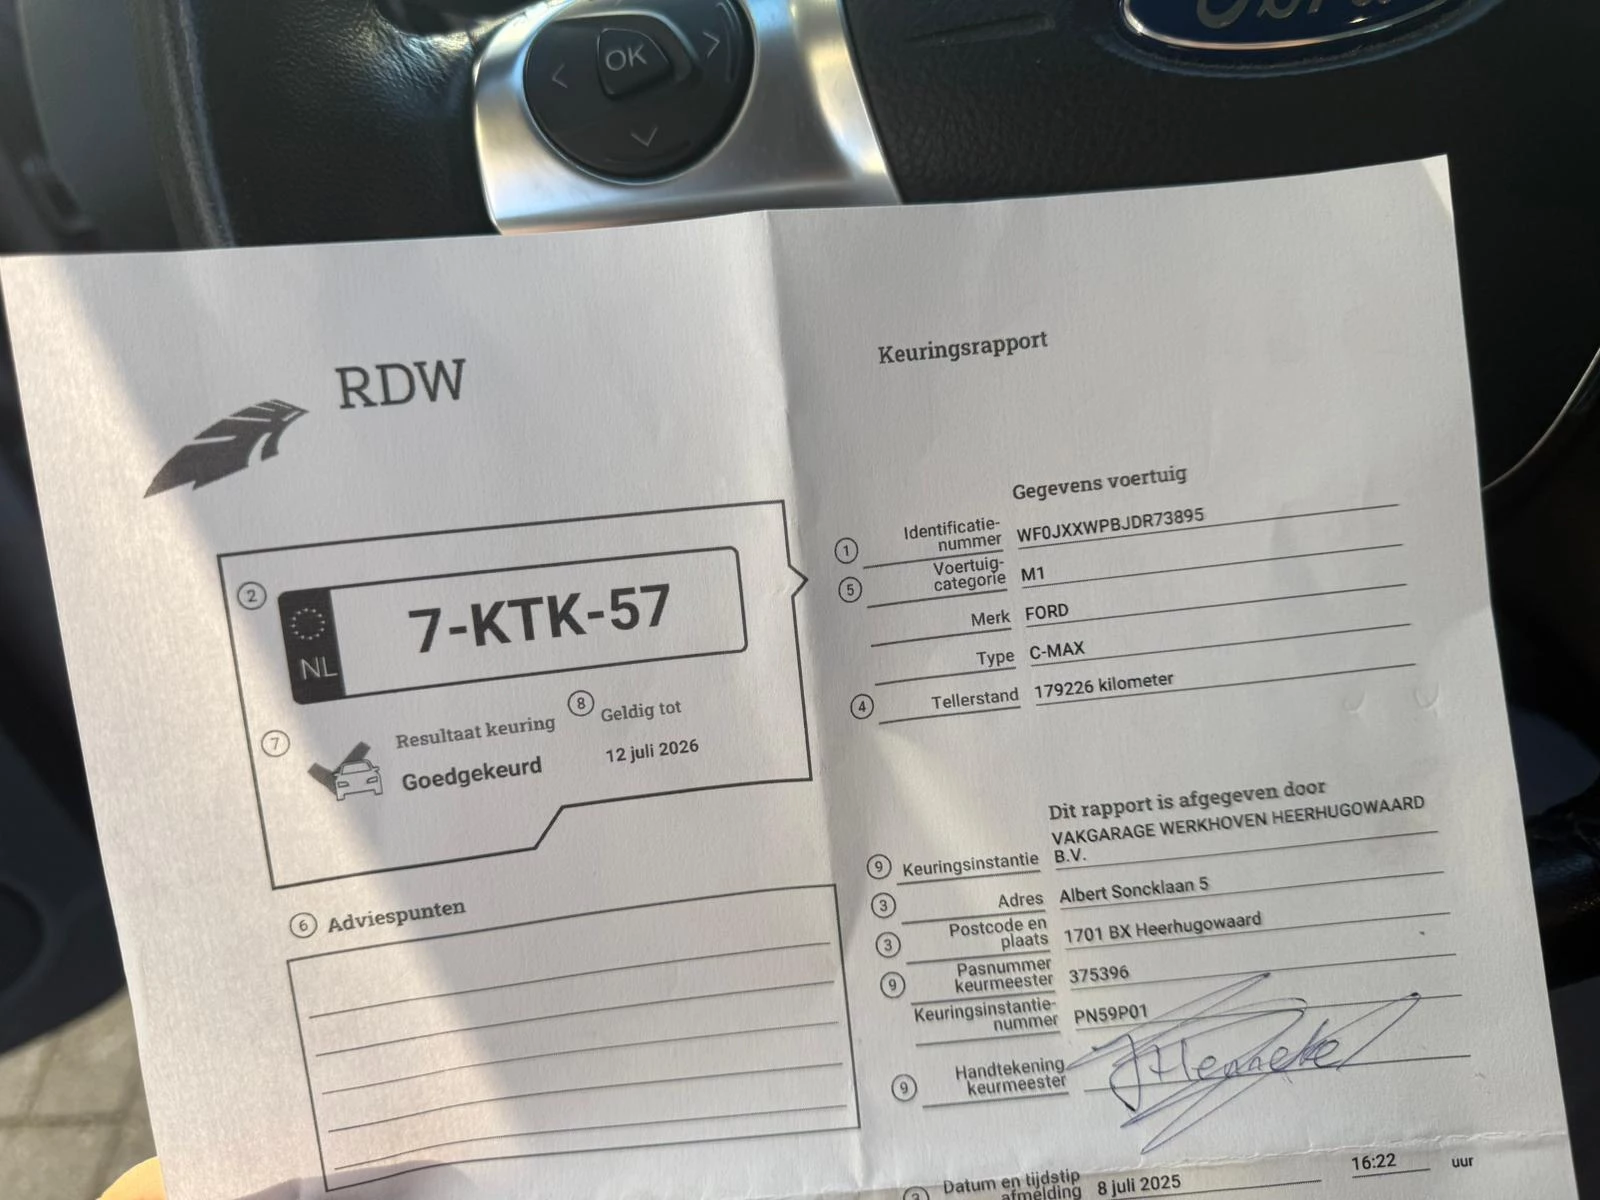 OK
Ford
RDW
Keuringsrapport
2
NL
7-KTK-57
7
Resultaat keuring
Goedgekeurd
8
Geldig tot
12 juli 2026
6 Adviespunten
Gegevens voertuig
1 Identificatie-
nummer WF0JXXWPBJDR73895
5 Voertuig-
categorie M1
Merk FORD
Type C-MAX
4 Tellerstand 179226 kilometer
Dit rapport is afgegeven door
VAKGARAGE WERKHOVEN HEERHUGOWAARD
9 Keuringsinstantie B.V.
3 Adres Albert Soncklaan 5
3 Postcode en
plaats 1701 BX Heerhugowaard
9 Pasnummer
keurmeester 375396
Keuringsinstantie-
nummer PN59P01
9 Handtekening
keurmeester
3 Datum en tijdstip
afmelding 8 juli 2025 16:22 uur